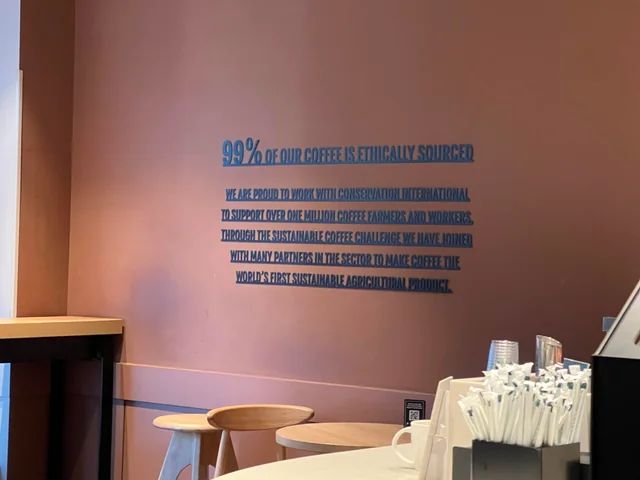 99% OF OUR COFFEE IS ETHICALLY SOURCED
WE ARE PROUD TO WORK WITH CONSERVATION INTERNATIONAL
TO SUPPORT OVER ONE MILLION COFFEE FARMERS AND WORKERS.
THROUGH THE SUSTAINABLE COFFEE CHALLENGE WE HAVE JOINED
WITH MANY PARTNERS IN THE SECTOR TO MAKE COFFEE THE
WORLD'S FIRST SUSTAINABLE AGRICULTURAL PRODUCT.